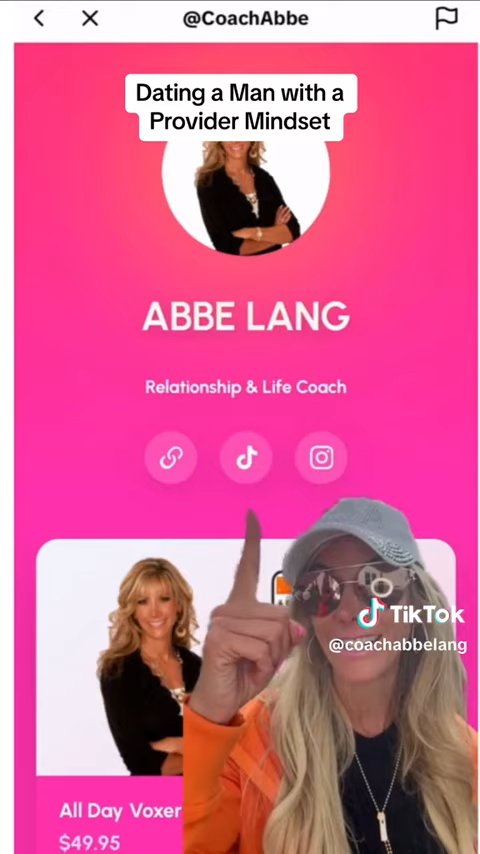 @CoachAbbe
Dating a Man with a
Provider Mindset
ABBE LANG
Relationship & Life Coach
TikTok
@coachabbelang
All Day Voxer
$49.95